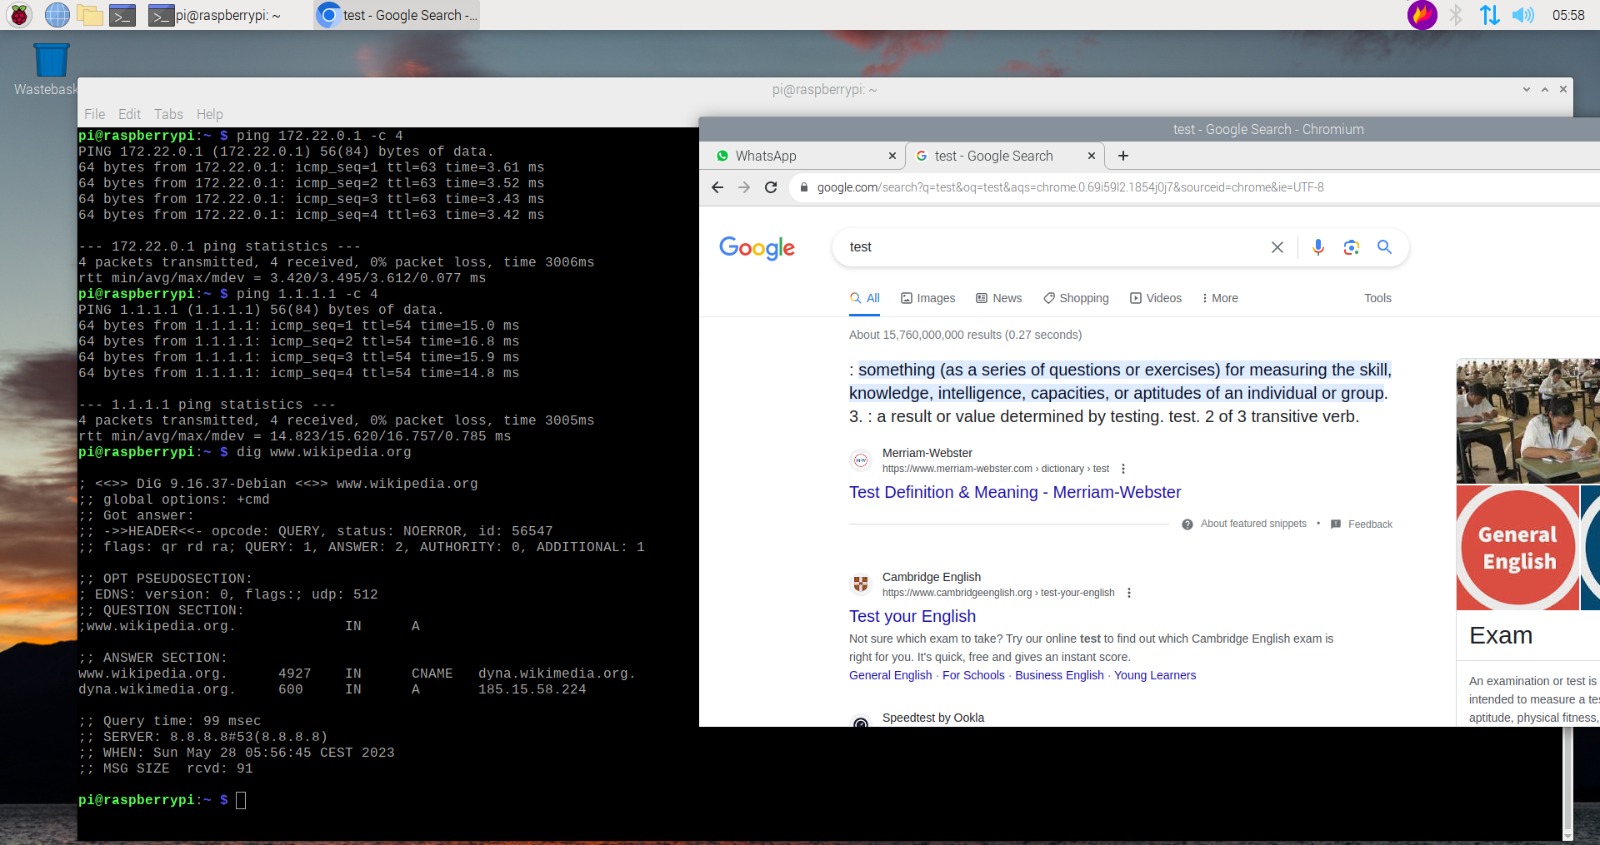 pi@raspberrypi: ~
test - Google Search -...
05:58
Wastebask
pi@raspberrypi: ~
File Edit Tabs Help
pi@raspberrypi:~ $ ping 172.22.0.1 -c 4
PING 172.22.0.1 (172.22.0.1) 56(84) bytes of data.
64 bytes from 172.22.0.1: icmp_seq=1 ttl=63 time=3.61 ms
64 bytes from 172.22.0.1: icmp_seq=2 ttl=63 time=3.52 ms
64 bytes from 172.22.0.1: icmp_seq=3 ttl=63 time=3.43 ms
64 bytes from 172.22.0.1: icmp_seq=4 ttl=63 time=3.42 ms
--- 172.22.0.1 ping statistics ---
4 packets transmitted, 4 received, 0% packet loss, time 3006ms
rtt min/avg/max/mdev = 3.420/3.495/3.612/0.077 ms
pi@raspberrypi:~ $ ping 1.1.1.1 -c 4
PING 1.1.1.1 (1.1.1.1) 56(84) bytes of data.
64 bytes from 1.1.1.1: icmp_seq=1 ttl=54 time=15.0 ms
64 bytes from 1.1.1.1: icmp_seq=2 ttl=54 time=16.8 ms
64 bytes from 1.1.1.1: icmp_seq=3 ttl=54 time=15.9 ms
64 bytes from 1.1.1.1: icmp_seq=4 ttl=54 time=14.8 ms
--- 1.1.1.1 ping statistics ---
4 packets transmitted, 4 received, 0% packet loss, time 3005ms
rtt min/avg/max/mdev = 14.823/15.620/16.757/0.785 ms
pi@raspberrypi:~ $ dig www.wikipedia.org
; <<>> DiG 9.16.37-Debian <<>> www.wikipedia.org
;; global options: +cmd
;; Got answer:
;; ->>HEADER<<- opcode: QUERY, status: NOERROR, id: 56547
;; flags: qr rd ra; QUERY: 1, ANSWER: 2, AUTHORITY: 0, ADDITIONAL: 1
;; OPT PSEUDOSECTION:
; EDNS: version: 0, flags:; udp: 512
;; QUESTION SECTION:
;www.wikipedia.org. IN A
;; ANSWER SECTION:
www.wikipedia.org. 4927 IN CNAME dyna.wikimedia.org.
dyna.wikimedia.org. 600 IN A 185.15.58.224
;; Query time: 99 msec
;; SERVER: 8.8.8.8#53(8.8.8.8)
;; WHEN: Sun May 28 05:56:45 CEST 2023
;; MSG SIZE rcvd: 91
pi@raspberrypi:~ $
test - Google Search - Chromium
WhatsApp
test - Google Search
google.com/search?q=test&oq=test&aqs=chrome.0.69i59l2.1854j0j7&sourceid=chrome&ie=UTF-8
Google
test
All Images News Shopping Videos More Tools
About 15,760,000,000 results (0.27 seconds)
: something (as a series of questions or exercises) for measuring the skill,
knowledge, intelligence, capacities, or aptitudes of an individual or group.
3. : a result or value determined by testing. test. 2 of 3 transitive verb.
Merriam-Webster
https://www.merriam-webster.com › dictionary › test
Test Definition & Meaning - Merriam-Webster
About featured snippets • Feedback
Cambridge English
https://www.cambridgeenglish.org › test-your-english
Test your English
Not sure which exam to take? Try our online test to find out which Cambridge English exam is
right for you. It's quick, free and gives an instant score.
General English · For Schools · Business English · Young Learners
Speedtest by Ookla
General
English
Exam
An examination or test is
intended to measure a tes
aptitude, physical fitness,